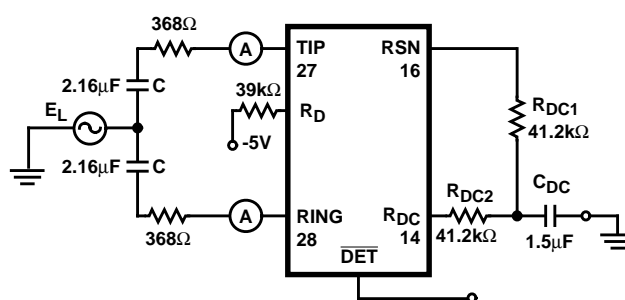 368Ω
A
TIP
27
RSN
16
2.16µF
C
39kΩ
R_D
-5V
E_L
2.16µF
C
R_DC1
41.2kΩ
R_DC2
41.2kΩ
C_DC
1.5µF
A
368Ω
RING
28
R_DC
14
DET